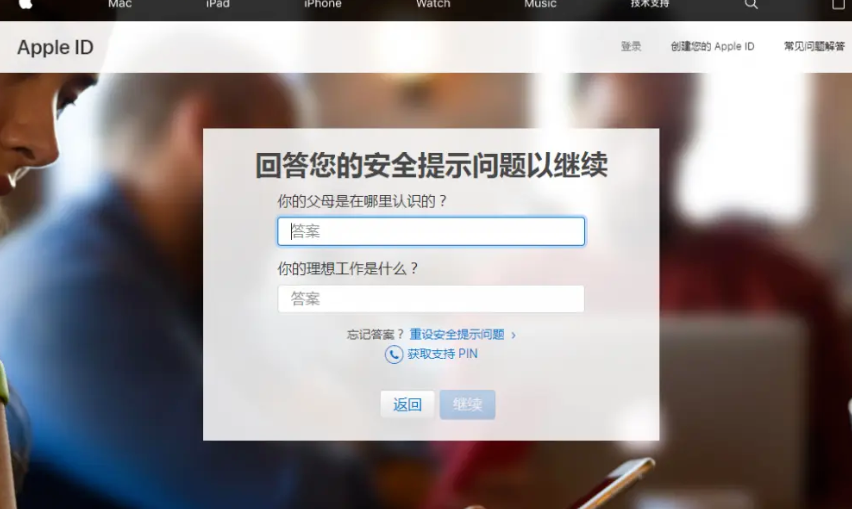 Mac iPad iPhone Watch Music 技术支持
Apple ID 登录 创建您的 Apple ID 常见问题解答
回答您的安全提示问题以继续
你的父母是在哪里认识的？
答案
你的理想工作是什么？
答案
忘记答案？ 重设安全提示问题 ›
获取支持 PIN
返回 继续